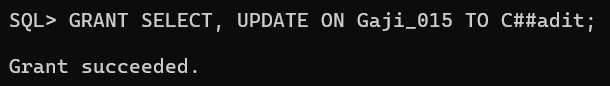 SQL> GRANT SELECT, UPDATE ON Gaji_015 TO C##adit;
Grant succeeded.